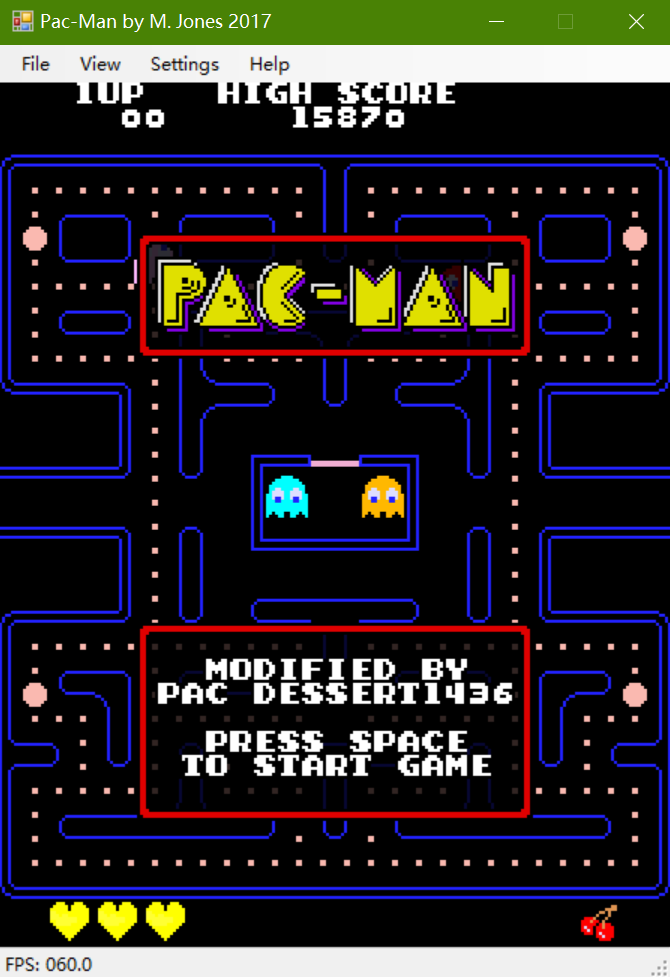 Pac-Man by M. Jones 2017
File View Settings Help
1UP HIGH SCORE
00 15870
PAC-MAN
MODIFIED BY
PAC DESSERT1436
PRESS SPACE
TO START GAME
FPS: 060.0